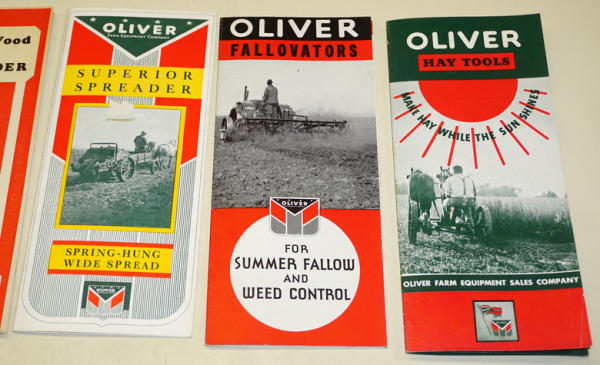 Wood
DER
OLIVER
FARM EQUIPMENT COMPANY
SUPERIOR
SPREADER
SPRING-HUNG
WIDE SPREAD
OLIVER
OLIVER
FALLOVATORS
OLIVER
FOR
SUMMER FALLOW
AND
WEED CONTROL
OLIVER
HAY TOOLS
MAKE HAY WHILE THE SUN SHINES
OLIVER FARM EQUIPMENT SALES COMPANY